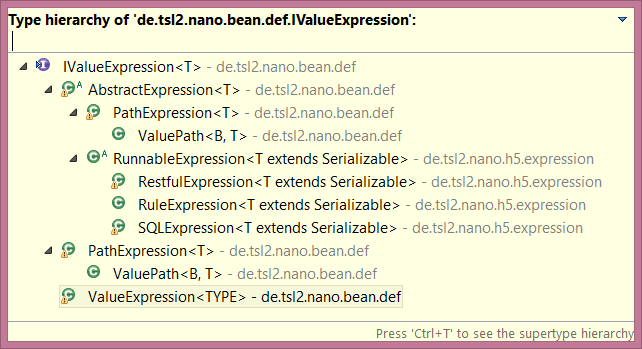 Type hierarchy of 'de.tsl2.nano.bean.def.IValueExpression':
IValueExpression<T> - de.tsl2.nano.bean.def
AbstractExpression<T> - de.tsl2.nano.bean.def
PathExpression<T> - de.tsl2.nano.bean.def
ValuePath<B, T> - de.tsl2.nano.bean.def
RunnableExpression<T extends Serializable> - de.tsl2.nano.h5.expression
RestfulExpression<T extends Serializable> - de.tsl2.nano.h5.expression
RuleExpression<T extends Serializable> - de.tsl2.nano.h5.expression
SQLExpression<T extends Serializable> - de.tsl2.nano.h5.expression
PathExpression<T> - de.tsl2.nano.bean.def
ValuePath<B, T> - de.tsl2.nano.bean.def
ValueExpression<TYPE> - de.tsl2.nano.bean.def
Press 'Ctrl+T' to see the supertype hierarchy